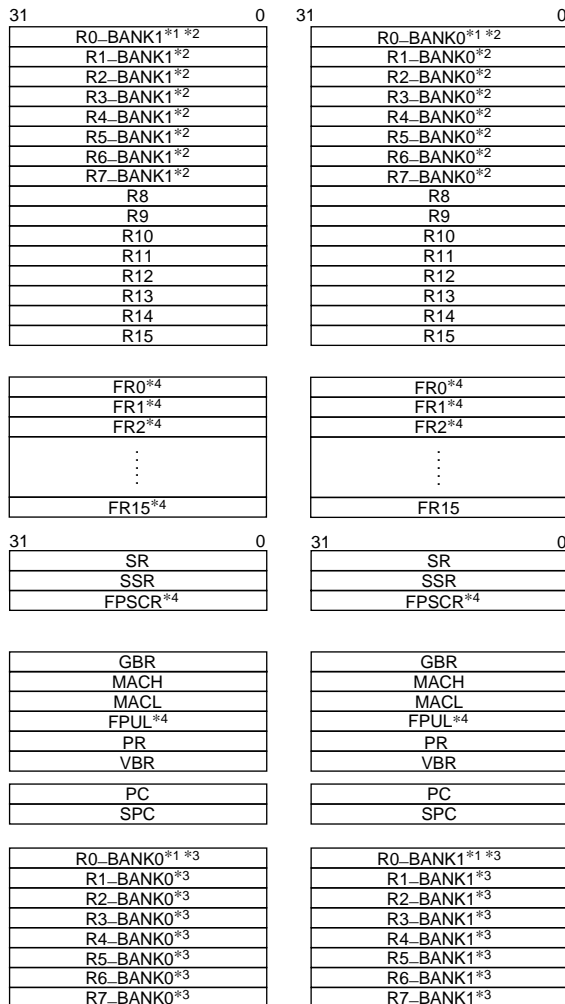 31 0
R0_BANK1*1 *2
R1_BANK1*2
R2_BANK1*2
R3_BANK1*2
R4_BANK1*2
R5_BANK1*2
R6_BANK1*2
R7_BANK1*2
R8
R9
R10
R11
R12
R13
R14
R15
FR0*4
FR1*4
FR2*4
FR15*4
31 0
SR
SSR
FPSCR*4
GBR
MACH
MACL
FPUL*4
PR
VBR
PC
SPC
R0_BANK0*1 *3
R1_BANK0*3
R2_BANK0*3
R3_BANK0*3
R4_BANK0*3
R5_BANK0*3
R6_BANK0*3
R7_BANK0*3
31 0
R0_BANK0*1 *2
R1_BANK0*2
R2_BANK0*2
R3_BANK0*2
R4_BANK0*2
R5_BANK0*2
R6_BANK0*2
R7_BANK0*2
R8
R9
R10
R11
R12
R13
R14
R15
FR0*4
FR1*4
FR2*4
FR15
31 0
SR
SSR
FPSCR*4
GBR
MACH
MACL
FPUL*4
PR
VBR
PC
SPC
R0_BANK1*1 *3
R1_BANK1*3
R2_BANK1*3
R3_BANK1*3
R4_BANK1*3
R5_BANK1*3
R6_BANK1*3
R7_BANK1*3